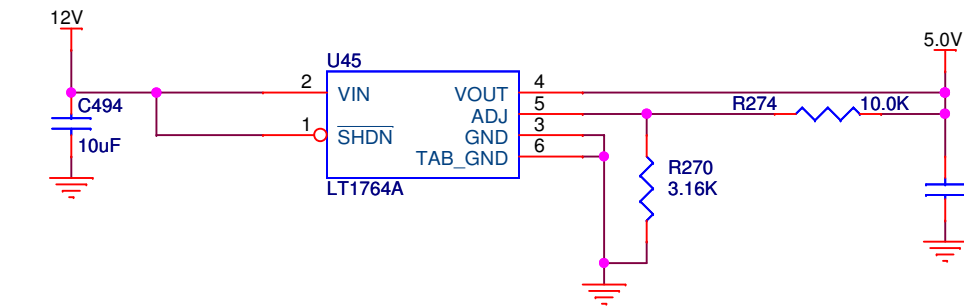 12V
5.0V
U45
2 VIN VOUT 4
C494
R274 10.0K
ADJ 5
1 SHDN GND 3
10uF
TAB_GND 6
R270
3.16K
LT1764A